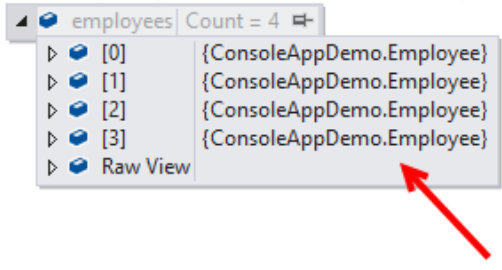 employees Count = 4
[0] {ConsoleAppDemo.Employee}
[1] {ConsoleAppDemo.Employee}
[2] {ConsoleAppDemo.Employee}
[3] {ConsoleAppDemo.Employee}
Raw View